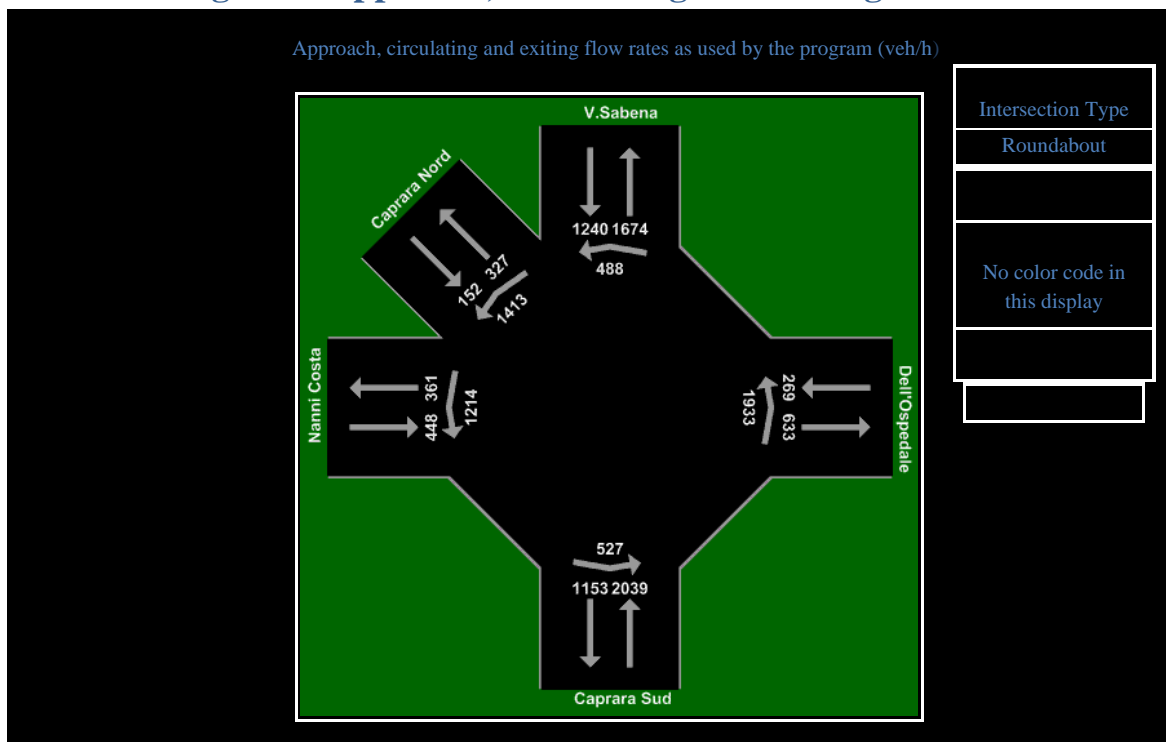 Approach, circulating and exiting flow rates as used by the program (veh/h)
Intersection Type
Roundabout
No color code in
this display
V.Sabena
1240 1674
488
Caprara Nord
152 327
1413
Nanni Costa
448 361
1214
1933
269
633
Dell'Ospedale
527
1153 2039
Caprara Sud